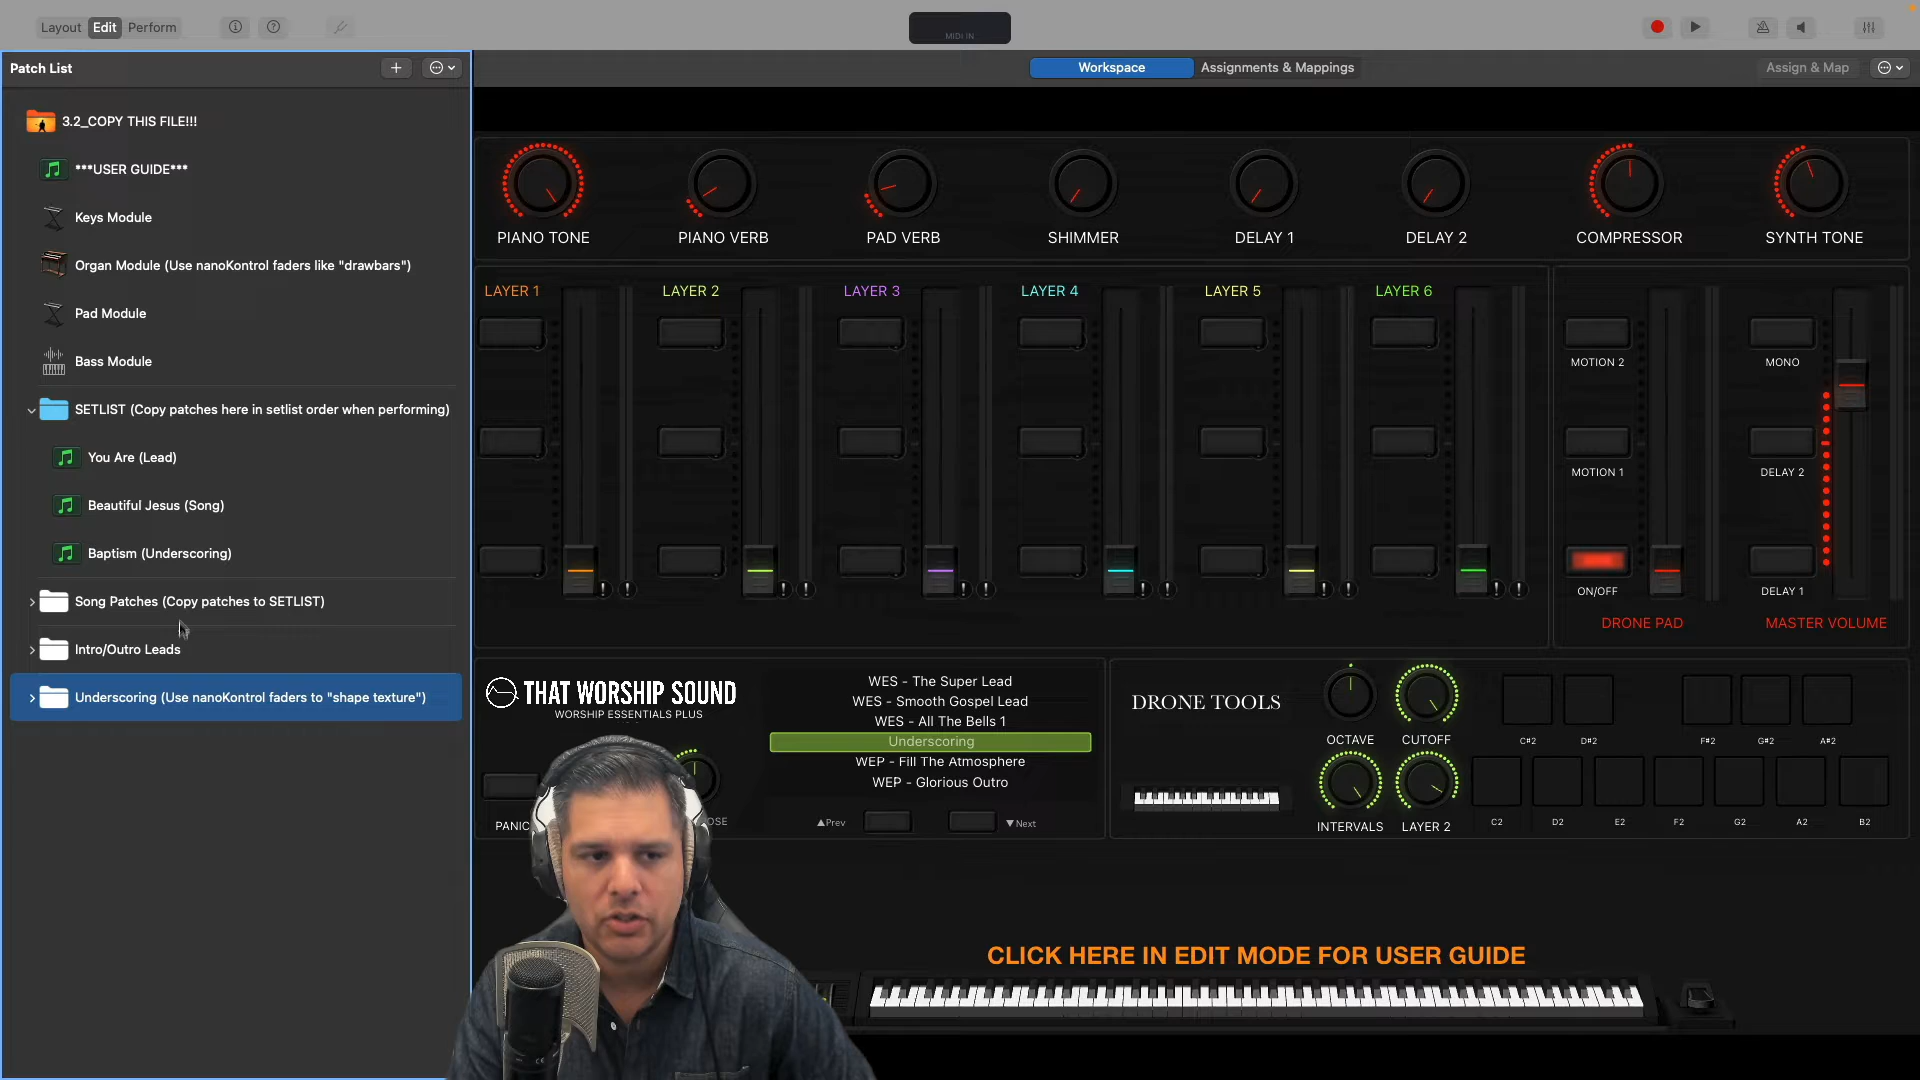 Layout Edit Perform
MIDI IN
Patch List
Workspace
Assignments & Mappings
Assign & Map
3.2_COPY THIS FILE!!!
***USER GUIDE***
Keys Module
Organ Module (Use nanoKontrol faders like "drawbars")
Pad Module
Bass Module
SETLIST (Copy patches here in setlist order when performing)
You Are (Lead)
Beautiful Jesus (Song)
Baptism (Underscoring)
Song Patches (Copy patches to SETLIST)
Intro/Outro Leads
Underscoring (Use nanoKontrol faders to "shape texture")
PIANO TONE
PIANO VERB
PAD VERB
SHIMMER
DELAY 1
DELAY 2
COMPRESSOR
SYNTH TONE
LAYER 1
LAYER 2
LAYER 3
LAYER 4
LAYER 5
LAYER 6
MOTION 2
MONO
MOTION 1
DELAY 2
ON/OFF
DELAY 1
DRONE PAD
MASTER VOLUME
THAT WORSHIP SOUND
WORSHIP ESSENTIALS PLUS
PANIC
WES - The Super Lead
WES - Smooth Gospel Lead
WES - All The Bells 1
Underscoring
WEP - Fill The Atmosphere
WEP - Glorious Outro
▲Prev
▼Next
DRONE TOOLS
OCTAVE
CUTOFF
INTERVALS
LAYER 2
C#2
D#2
F#2
G#2
A#2
C2
D2
E2
F2
G2
A2
B2
CLICK HERE IN EDIT MODE FOR USER GUIDE